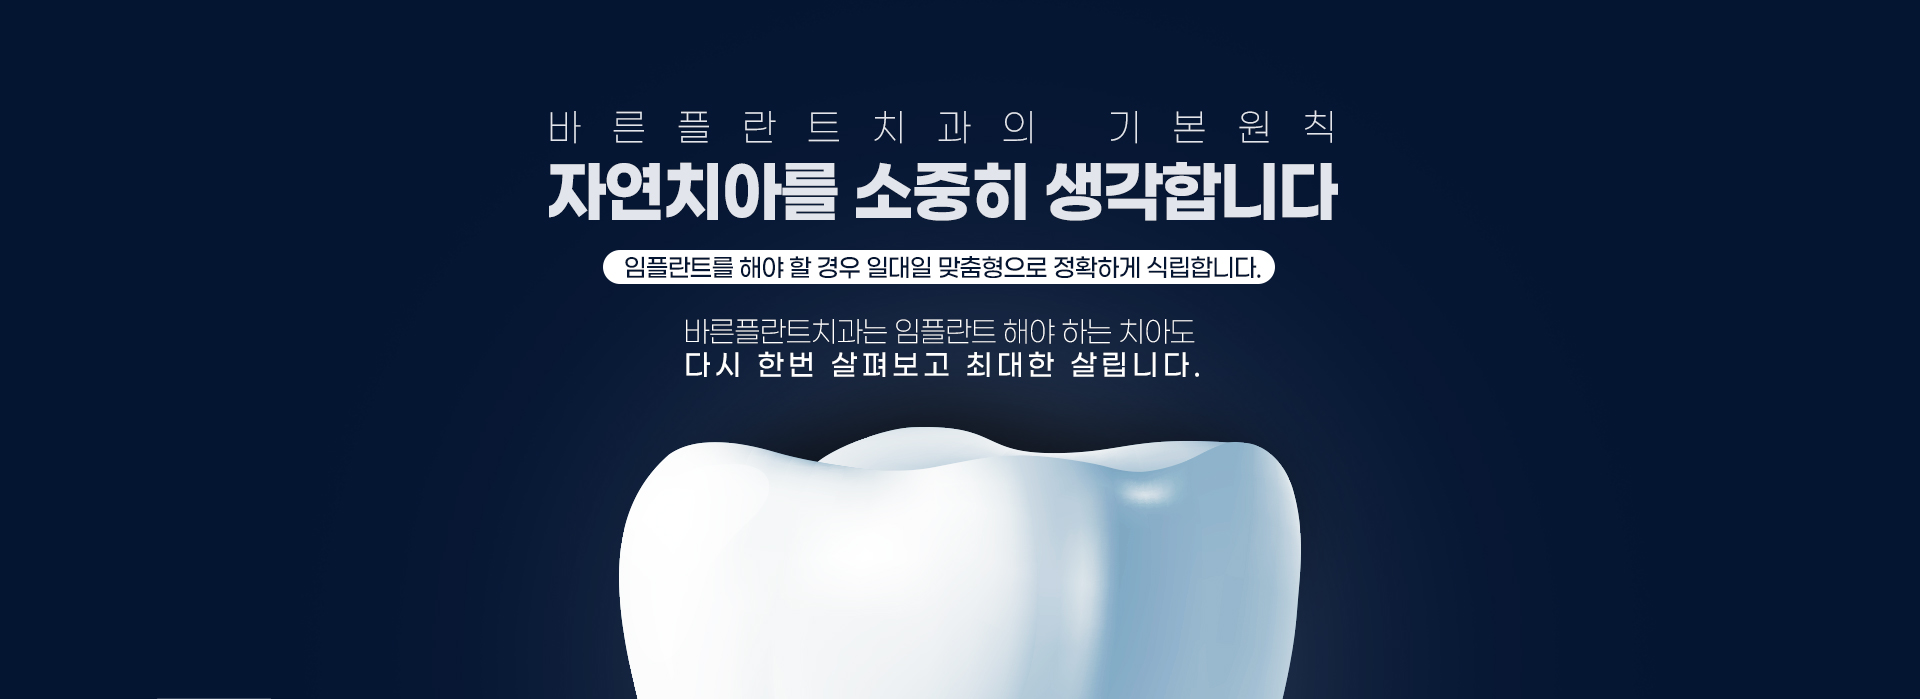 바른플란트치과의 기본원칙
자연치아를 소중히 생각합니다
임플란트를 해야 할 경우 일대일 맞춤형으로 정확하게 식립합니다.
바른플란트치과는 임플란트 해야 하는 치아도
다시 한번 살펴보고 최대한 살립니다.